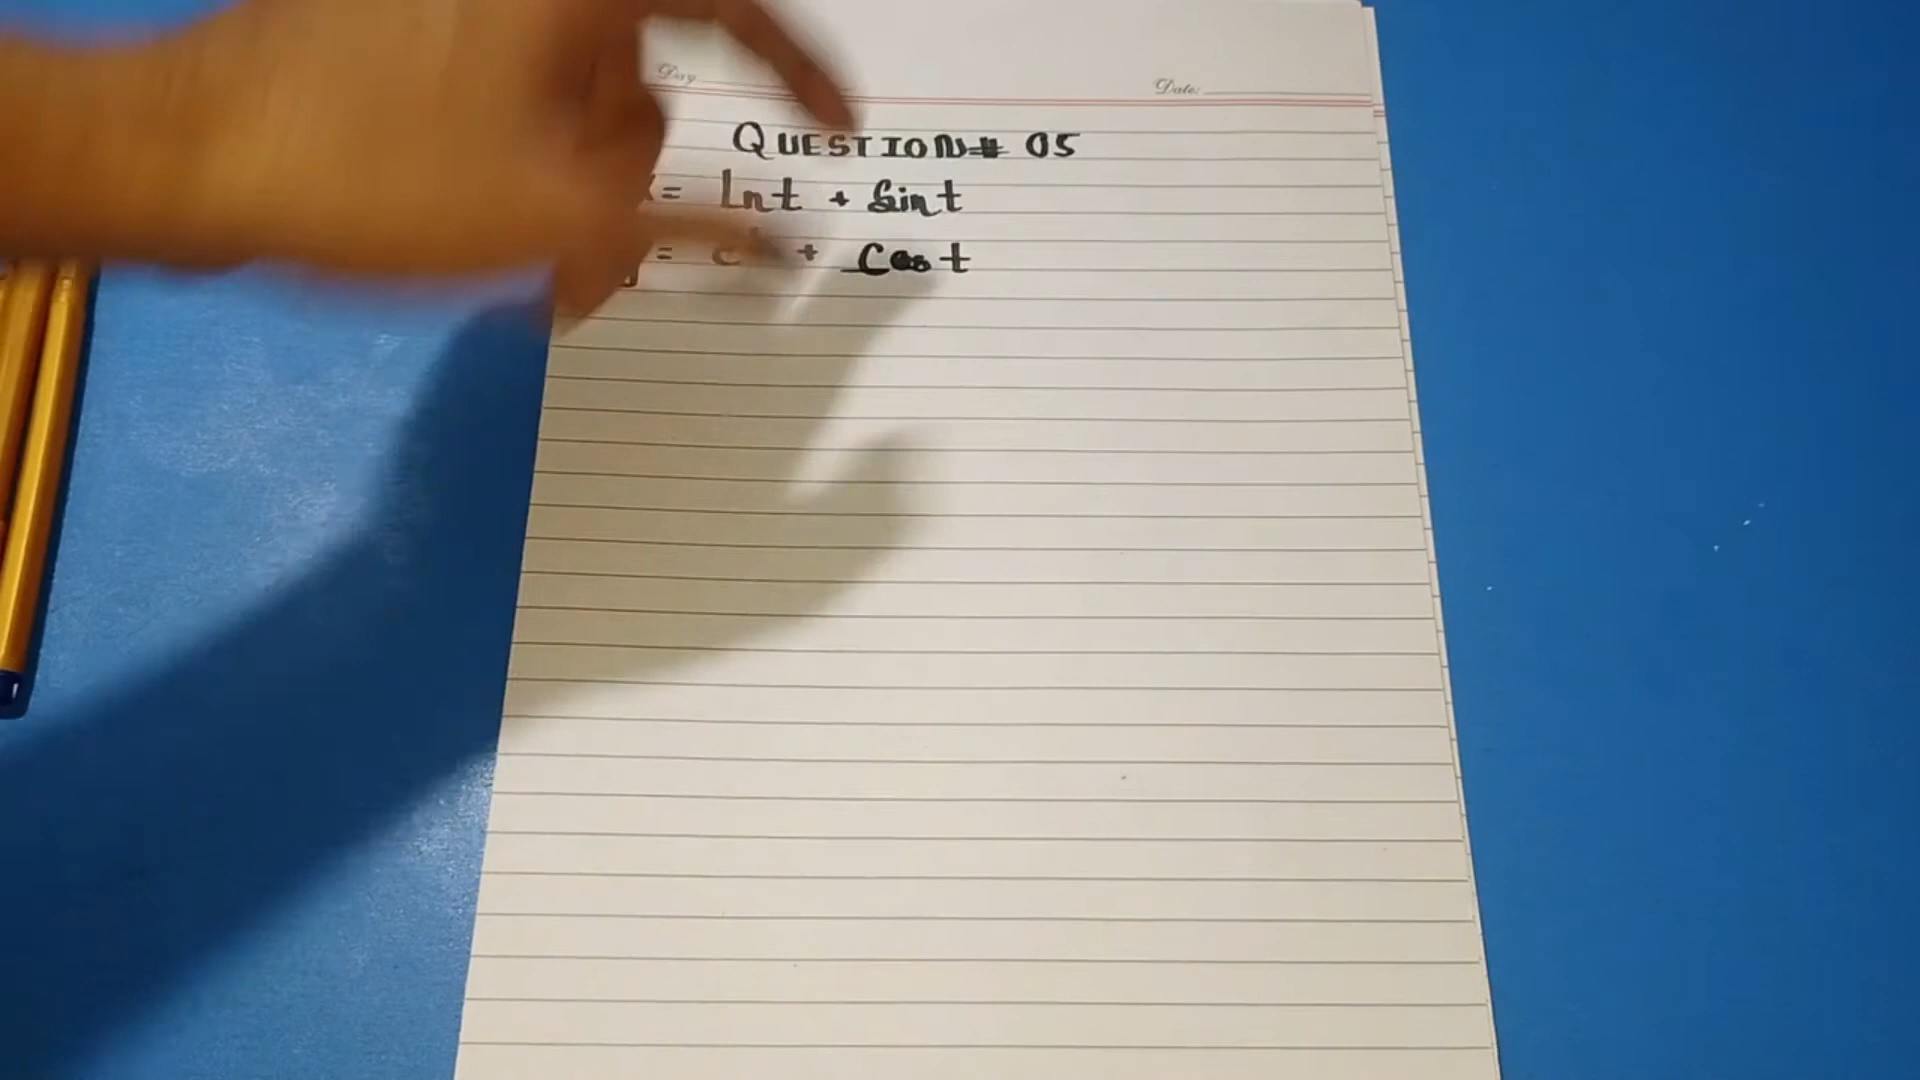 Day Date:
QUESTION# 05
x= Lnt + Sint
y = e^t + Cost